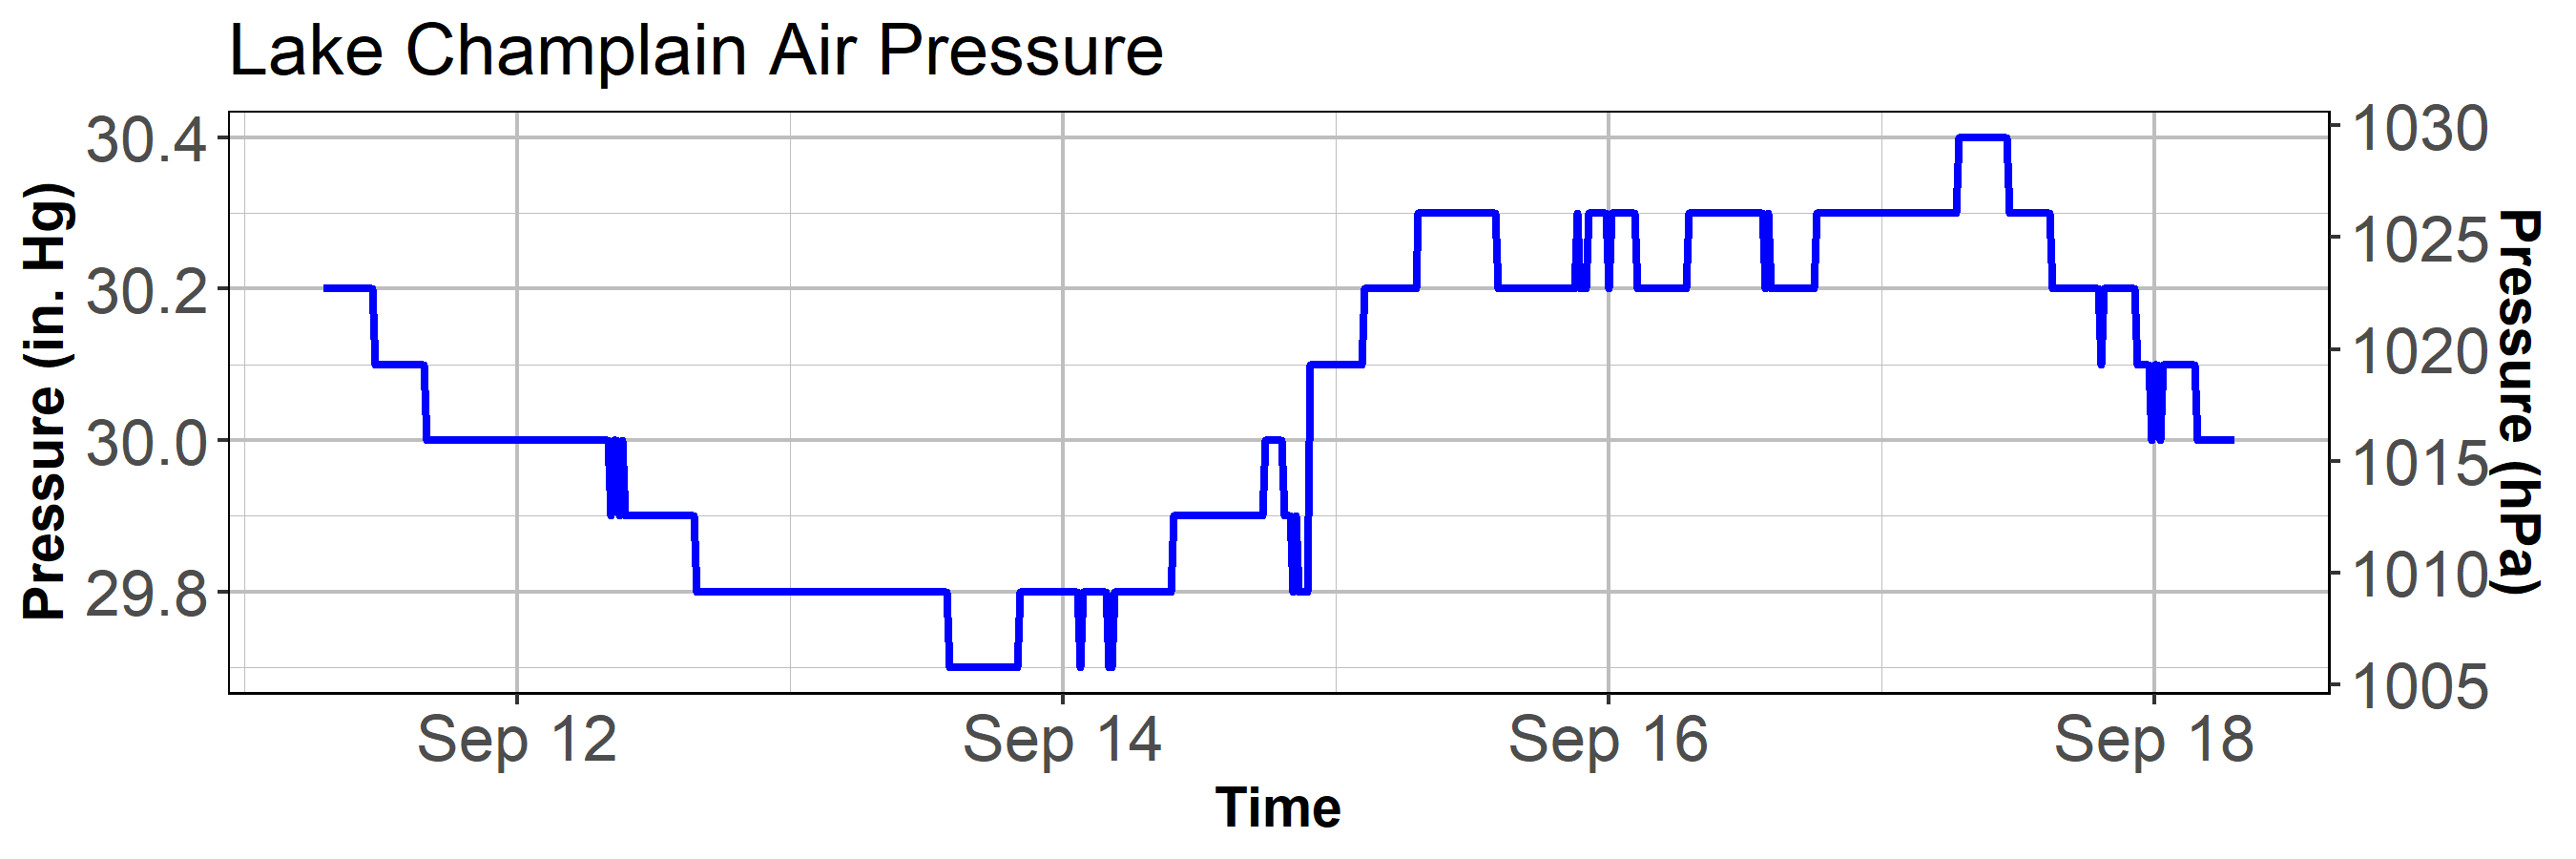 Lake Champlain Air Pressure
Pressure (in. Hg)
30.4
30.2
30.0
29.8
1030
1025
1020
1015
1010
1005
Pressure (hPa)
Sep 12
Sep 14
Sep 16
Sep 18
Time